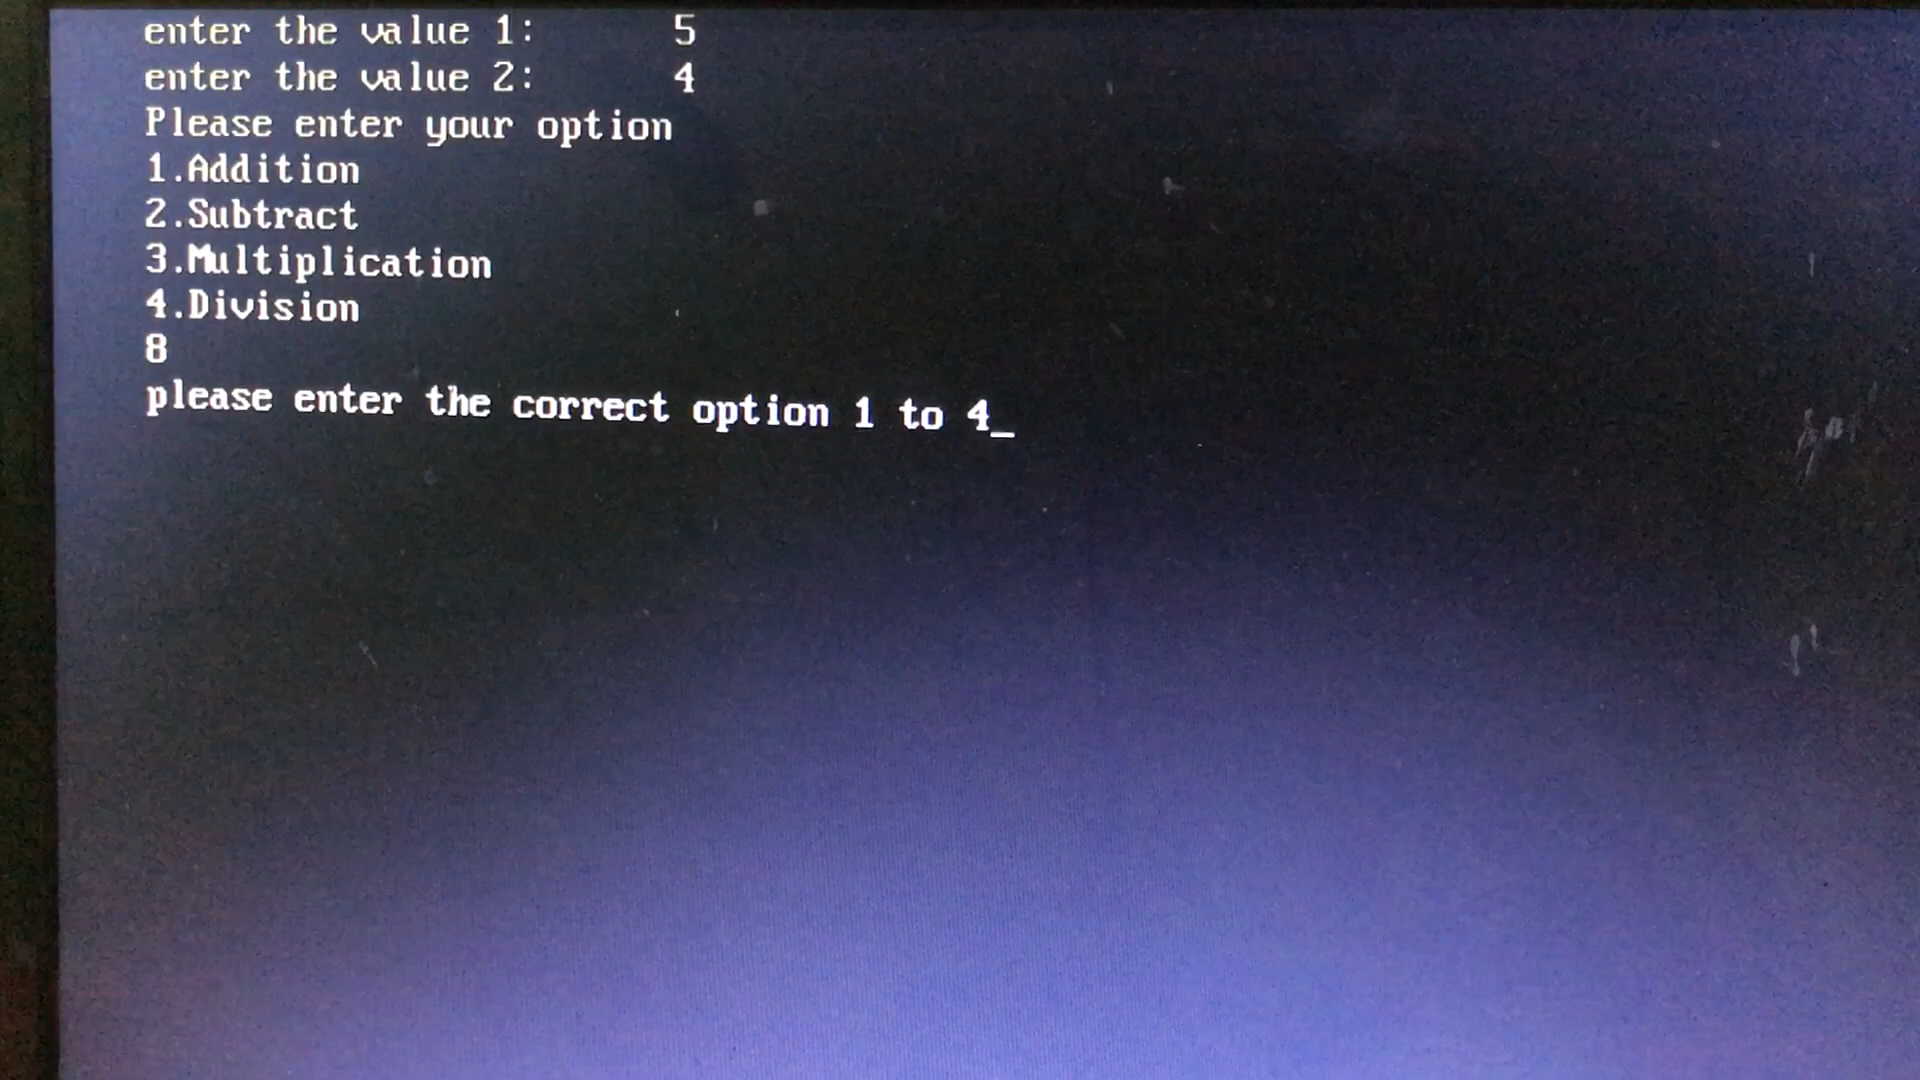 enter the value 1: 5
enter the value 2: 4
Please enter your option
1.Addition
2.Subtract
3.Multiplication
4.Division
8
please enter the correct option 1 to 4_